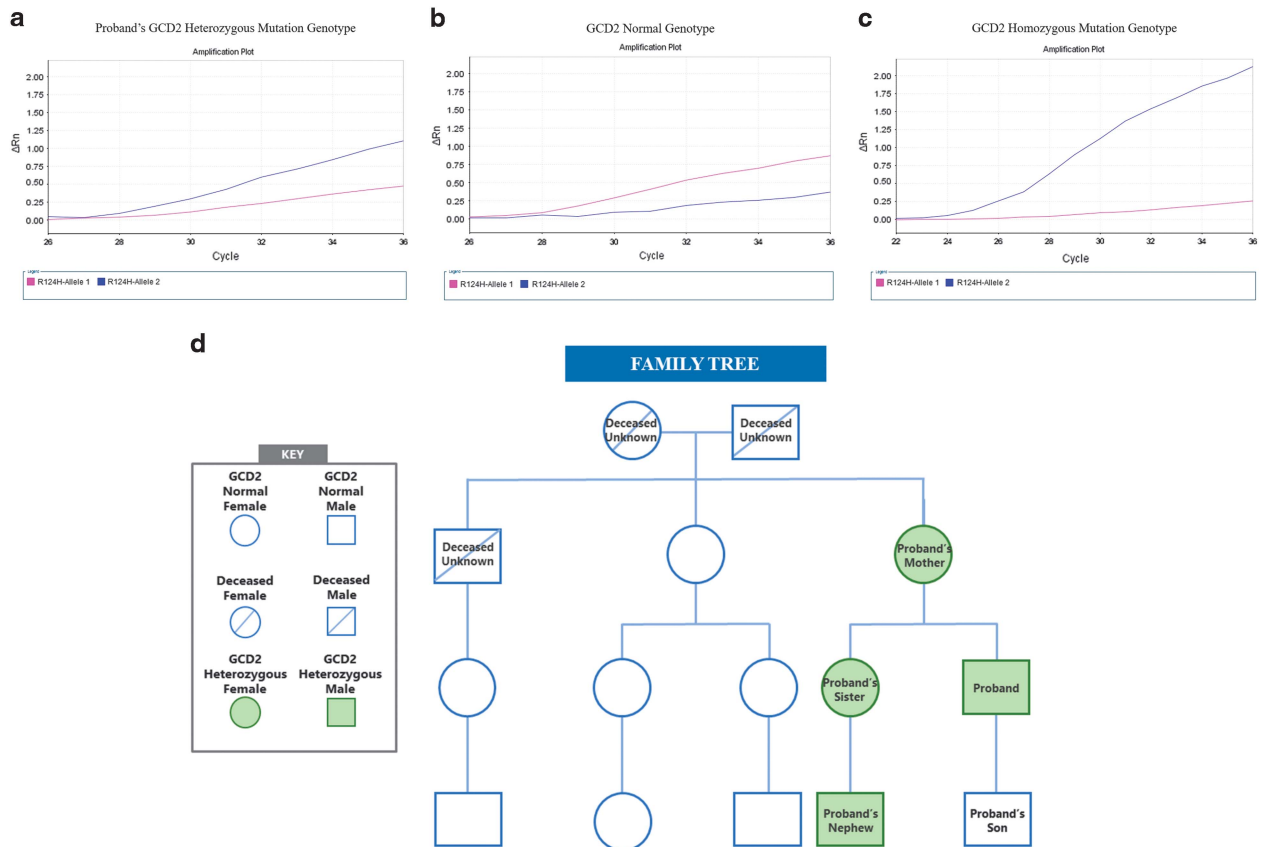 a
Proband's GCD2 Heterozygous Mutation Genotype
Amplification Plot
2.00
1.75
1.50
1.25
1.00
0.75
0.50
0.25
0.00
ΔRn
26 28 30 32 34 36
Cycle
Legend
R124H-Allele 1 R124H-Allele 2
b
GCD2 Normal Genotype
Amplification Plot
2.00
1.75
1.50
1.25
1.00
0.75
0.50
0.25
0.00
ΔRn
26 28 30 32 34 36
Cycle
Legend
R124H-Allele 1 R124H-Allele 2
c
GCD2 Homozygous Mutation Genotype
Amplification Plot
2.00
1.75
1.50
1.25
1.00
0.75
0.50
0.25
0.00
ΔRn
22 24 26 28 30 32 34 36
Cycle
Legend
R124H-Allele 1 R124H-Allele 2
d
FAMILY TREE
KEY
GCD2
Normal
Female
GCD2
Normal
Male
Deceased
Female
Deceased
Male
GCD2
Heterozygous
Female
GCD2
Heterozygous
Male
Deceased
Unknown
Deceased
Unknown
Deceased
Unknown
Proband's
Mother
Proband's
Sister
Proband
Proband's
Nephew
Proband's
Son